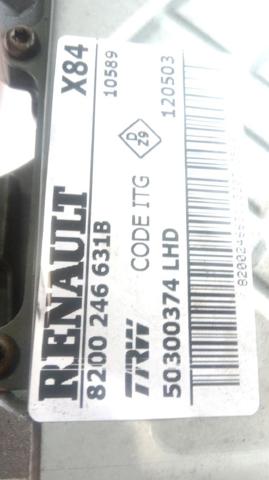 RENAULT X84
8200 246 631B 10589
TRW CODE ITG D
Z9
50300374 LHD 120503